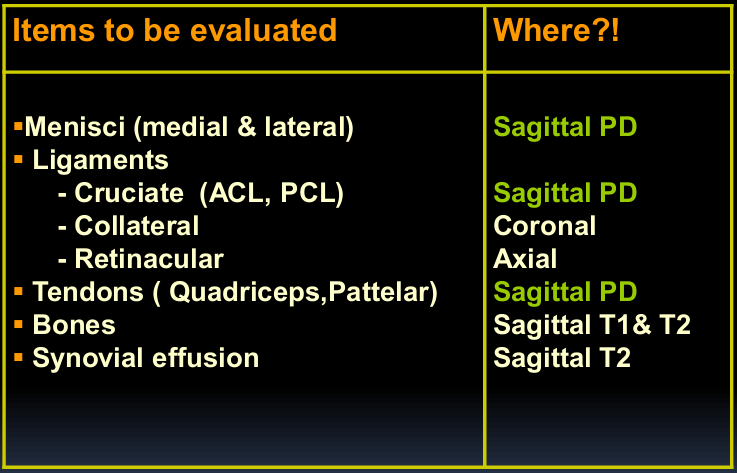 Items to be evaluated Where?!
▪Menisci (medial & lateral) Sagittal PD
▪ Ligaments
- Cruciate (ACL, PCL) Sagittal PD
- Collateral Coronal
- Retinacular Axial
▪ Tendons ( Quadriceps,Pattelar) Sagittal PD
▪ Bones Sagittal T1& T2
▪ Synovial effusion Sagittal T2